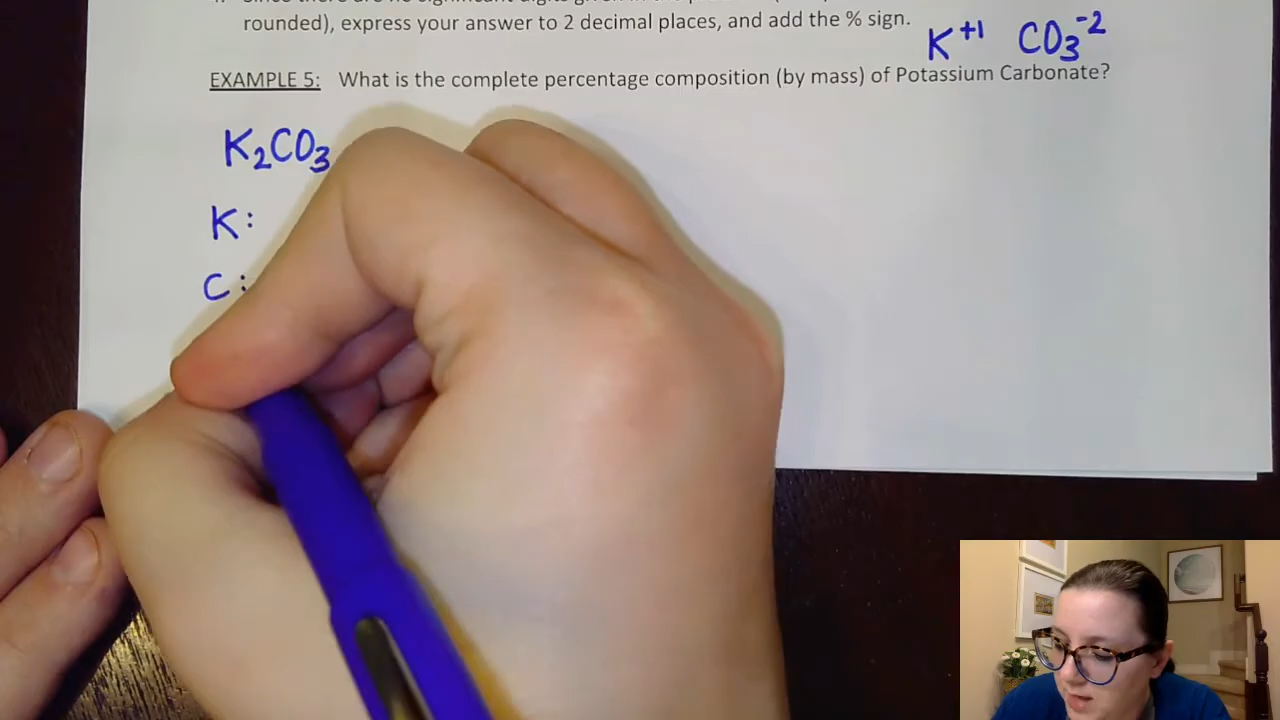 rounded), express your answer to 2 decimal places, and add the % sign.
K⁺¹ CO₃⁻²
EXAMPLE 5: What is the complete percentage composition (by mass) of Potassium Carbonate?
K₂CO₃
K:
C: